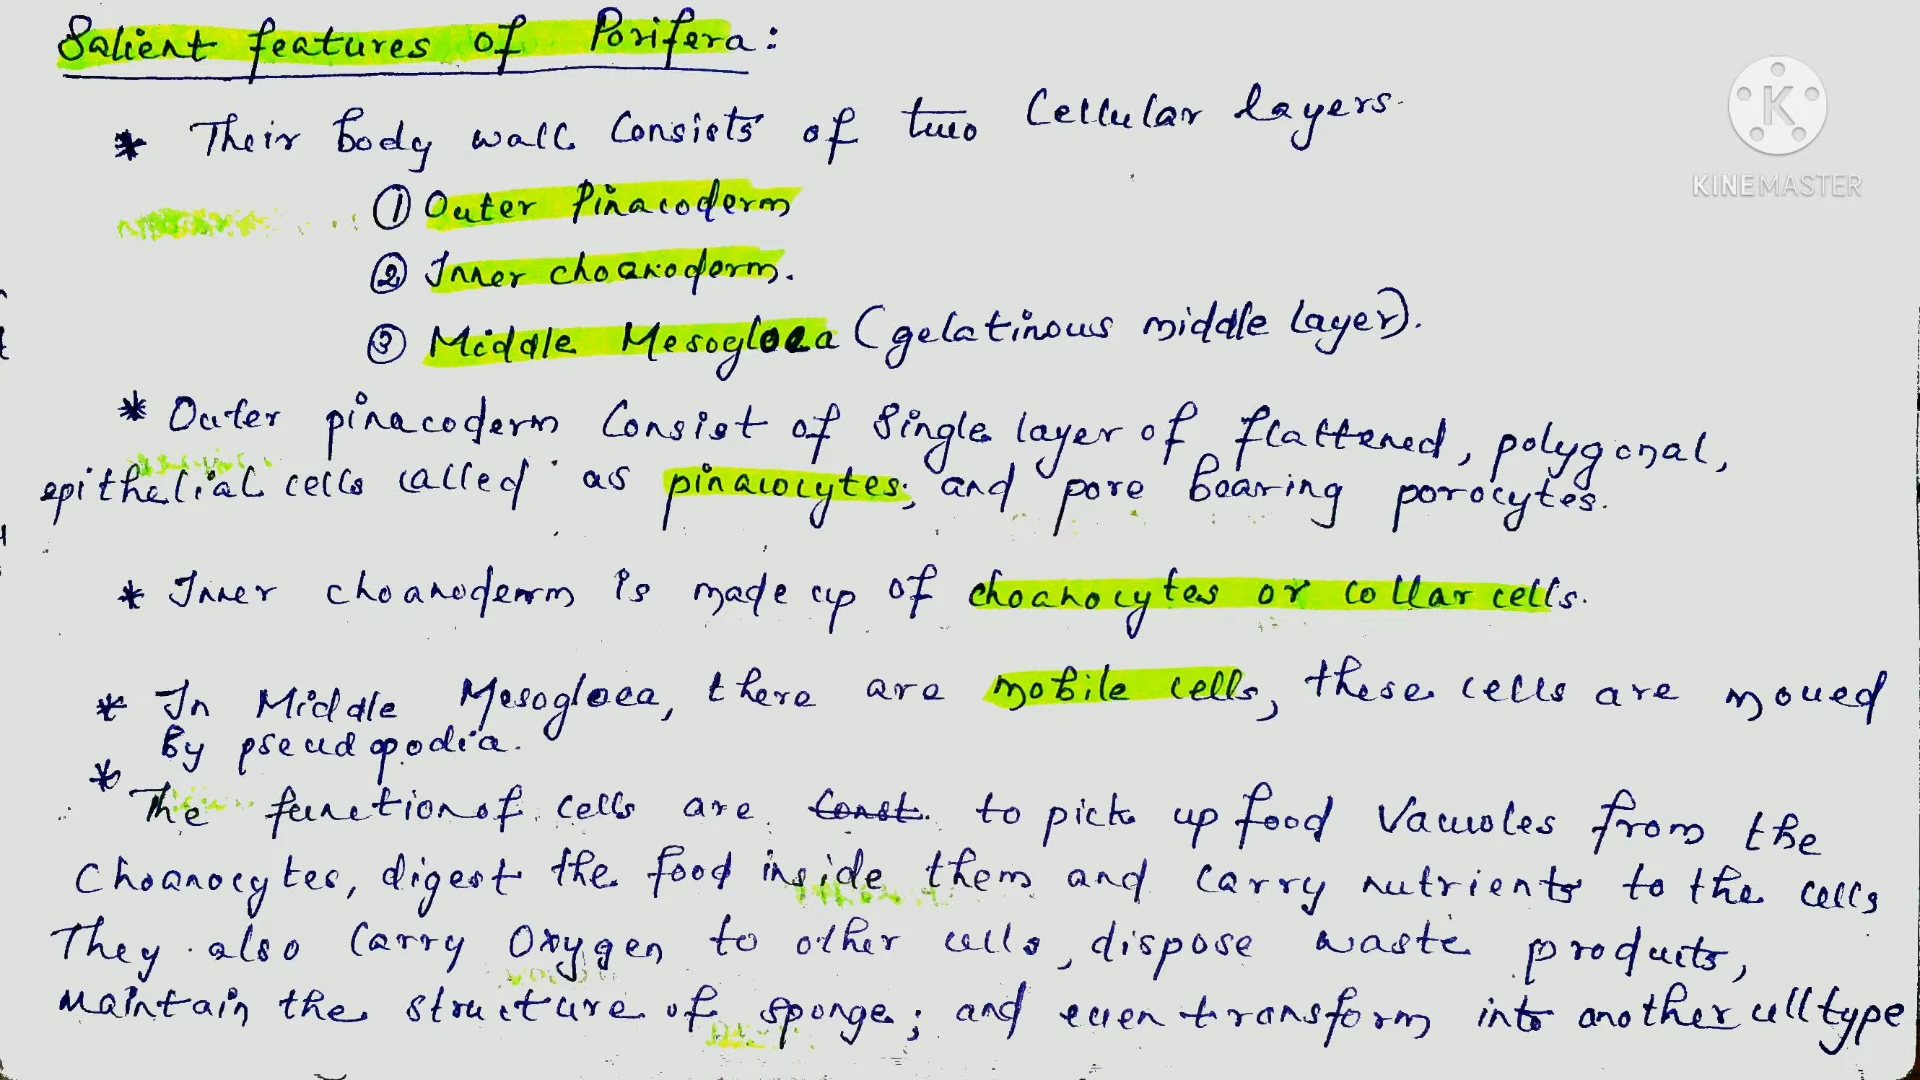 Salient features of Porifera:
* Their body wall consists of two cellular layers.
① Outer Pinacoderm
② Inner choanoderm.
③ Middle Mesogloea (gelatinous middle layer).
* Outer pinacoderm consist of single layer of flattened, polygonal,
epithelial cells called as pinacocytes; and pore bearing porocytes.
* Inner choanoderm is made up of choanocytes or collar cells.
* In Middle Mesogloea, there are mobile cells, these cells are moved
by pseudopodia.
* The function of cells are const. to pick up food vacuoles from the
choanocytes, digest the food inside them and carry nutrients to the cells
They also carry oxygen to other cells, dispose waste products,
maintain the structure of sponge; and even transform into another cell type
K
KINEMASTER